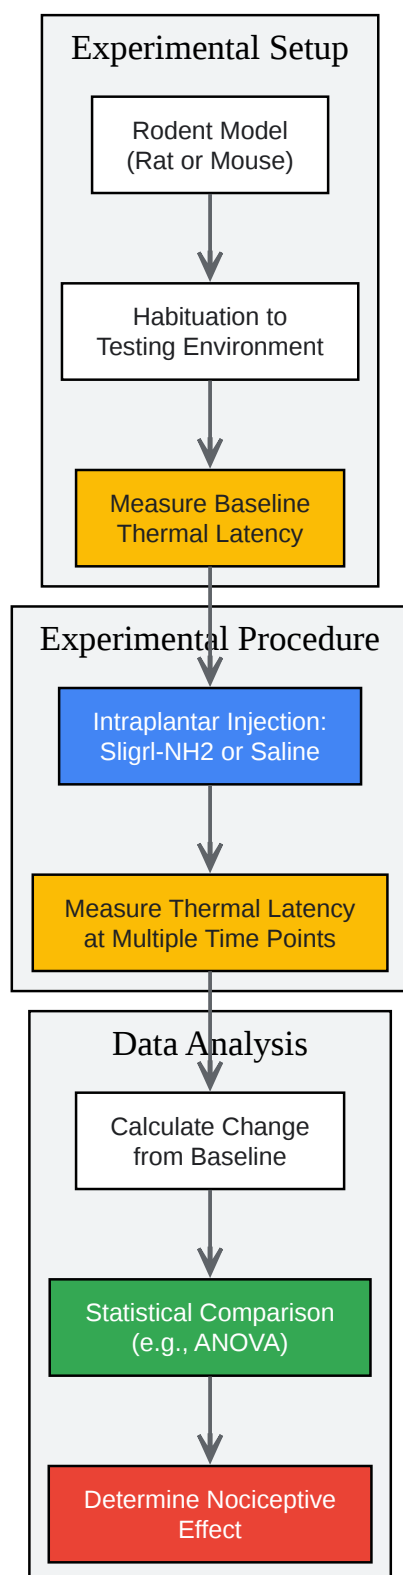 Experimental Setup
Rodent Model
(Rat or Mouse)
Habituation to
Testing Environment
Measure Baseline
Thermal Latency
Experimental Procedure
Intraplantar Injection:
Sligrl-NH2 or Saline
Measure Thermal Latency
at Multiple Time Points
Data Analysis
Calculate Change
from Baseline
Statistical Comparison
(e.g., ANOVA)
Determine Nociceptive
Effect